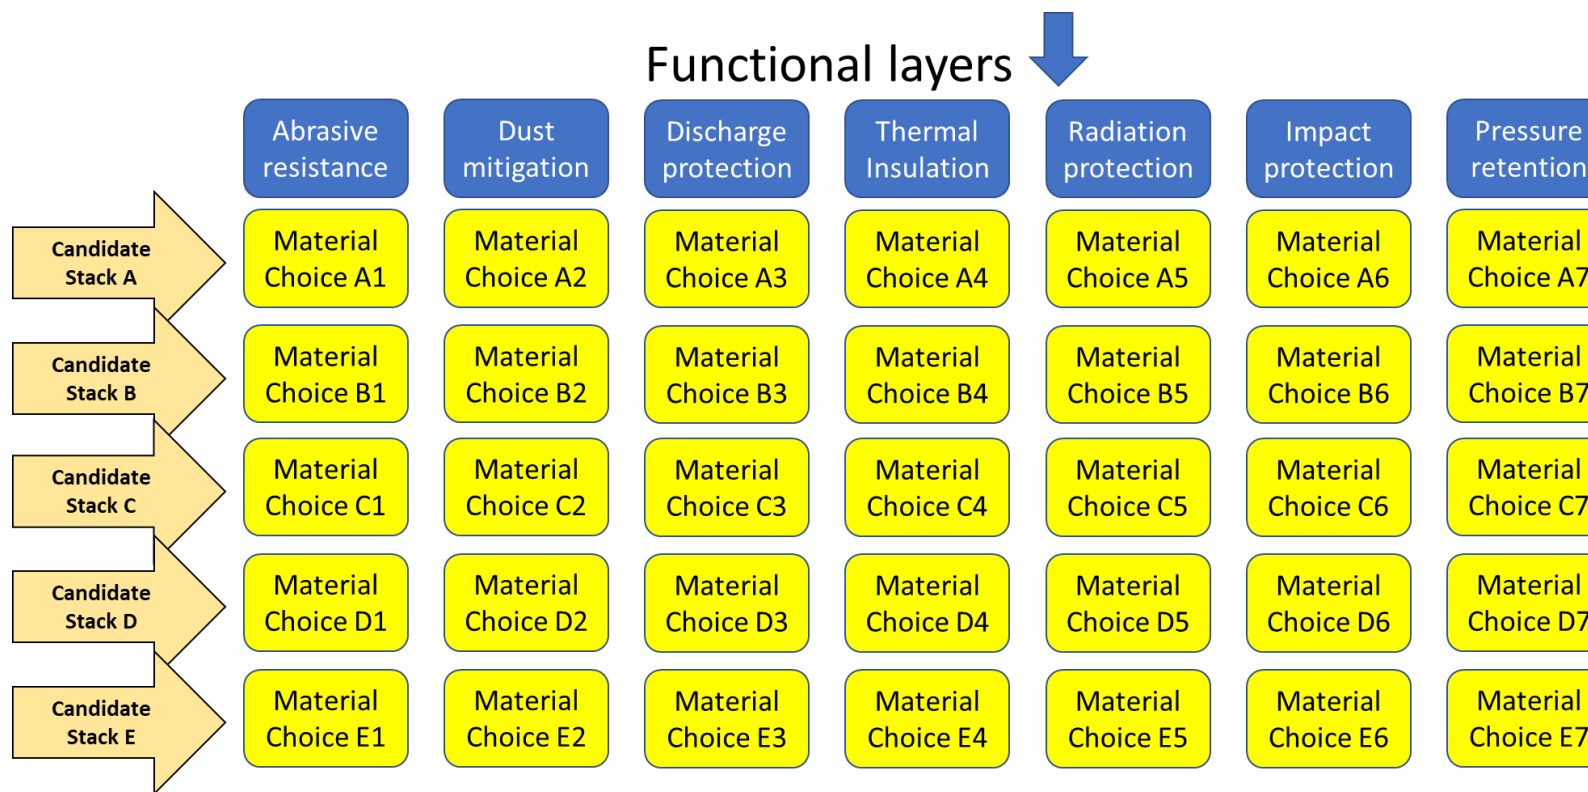 Functional layers
Abrasive
resistance
Dust
mitigation
Discharge
protection
Thermal
Insulation
Radiation
protection
Impact
protection
Pressure
retention
Candidate
Stack A
Material
Choice A1
Material
Choice A2
Material
Choice A3
Material
Choice A4
Material
Choice A5
Material
Choice A6
Material
Choice A7
Candidate
Stack B
Material
Choice B1
Material
Choice B2
Material
Choice B3
Material
Choice B4
Material
Choice B5
Material
Choice B6
Material
Choice B7
Candidate
Stack C
Material
Choice C1
Material
Choice C2
Material
Choice C3
Material
Choice C4
Material
Choice C5
Material
Choice C6
Material
Choice C7
Candidate
Stack D
Material
Choice D1
Material
Choice D2
Material
Choice D3
Material
Choice D4
Material
Choice D5
Material
Choice D6
Material
Choice D7
Candidate
Stack E
Material
Choice E1
Material
Choice E2
Material
Choice E3
Material
Choice E4
Material
Choice E5
Material
Choice E6
Material
Choice E7